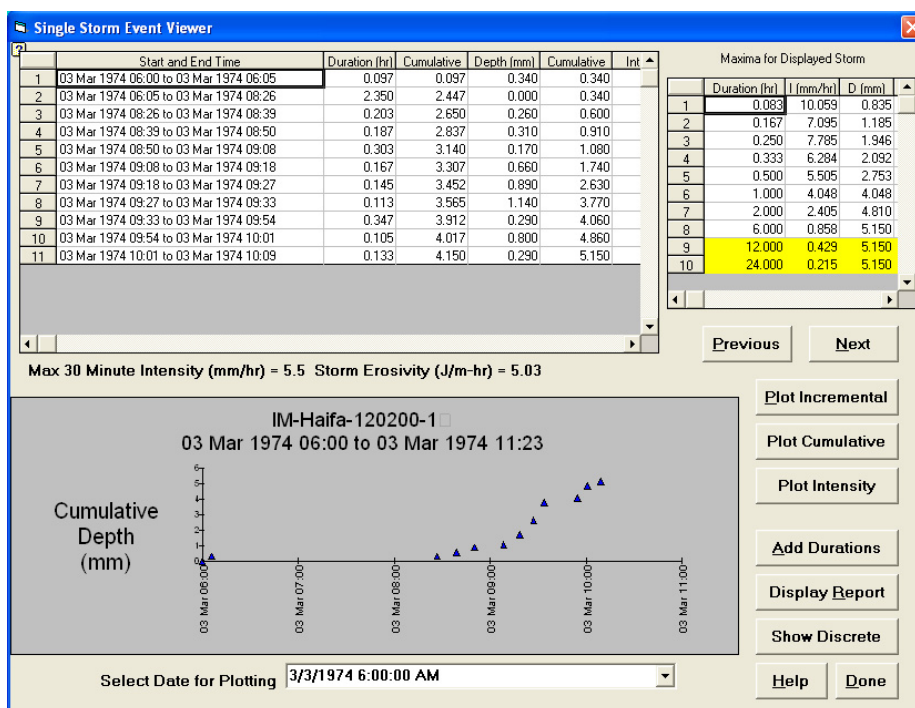 Single Storm Event Viewer
?
Start and End Time Duration (hr) Cumulative Depth (mm) Cumulative Int
1 03 Mar 1974 06:00 to 03 Mar 1974 06:05 0.097 0.097 0.340 0.340
2 03 Mar 1974 06:05 to 03 Mar 1974 08:26 2.350 2.447 0.000 0.340
3 03 Mar 1974 08:26 to 03 Mar 1974 08:39 0.203 2.650 0.260 0.600
4 03 Mar 1974 08:39 to 03 Mar 1974 08:50 0.187 2.837 0.310 0.910
5 03 Mar 1974 08:50 to 03 Mar 1974 09:08 0.303 3.140 0.170 1.080
6 03 Mar 1974 09:08 to 03 Mar 1974 09:18 0.167 3.307 0.660 1.740
7 03 Mar 1974 09:18 to 03 Mar 1974 09:27 0.145 3.452 0.890 2.630
8 03 Mar 1974 09:27 to 03 Mar 1974 09:33 0.113 3.565 1.140 3.770
9 03 Mar 1974 09:33 to 03 Mar 1974 09:54 0.347 3.912 0.290 4.060
10 03 Mar 1974 09:54 to 03 Mar 1974 10:01 0.105 4.017 0.800 4.860
11 03 Mar 1974 10:01 to 03 Mar 1974 10:09 0.133 4.150 0.290 5.150
Maxima for Displayed Storm
Duration (hr) I (mm/hr) D (mm)
1 0.083 10.059 0.835
2 0.167 7.095 1.185
3 0.250 7.785 1.946
4 0.333 6.284 2.092
5 0.500 5.505 2.753
6 1.000 4.048 4.048
7 2.000 2.405 4.810
8 6.000 0.858 5.150
9 12.000 0.429 5.150
10 24.000 0.215 5.150
Previous
Next
Max 30 Minute Intensity (mm/hr) = 5.5 Storm Erosivity (J/m-hr) = 5.03
IM-Haifa-120200-1
03 Mar 1974 06:00 to 03 Mar 1974 11:23
Cumulative
Depth
(mm)
6
5
4
3
2
1
0
03 Mar 06:00
03 Mar 07:00
03 Mar 08:00
03 Mar 09:00
03 Mar 10:00
03 Mar 11:00
Plot Incremental
Plot Cumulative
Plot Intensity
Add Durations
Display Report
Show Discrete
Select Date for Plotting 3/3/1974 6:00:00 AM
Help
Done